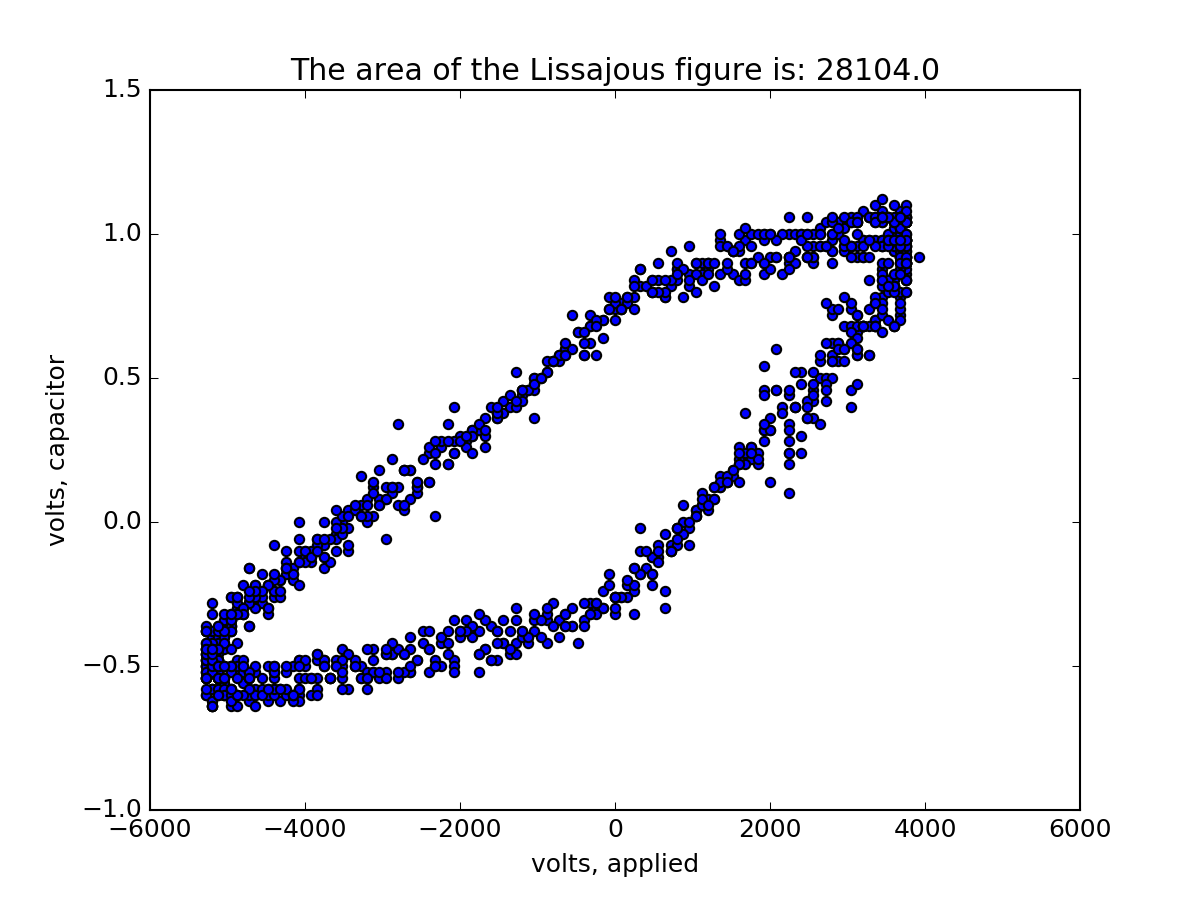 The area of the Lissajous figure is: 28104.0
1.5
1.0
0.5
0.0
−0.5
−1.0
volts, capacitor
−6000 −4000 −2000 0 2000 4000 6000
volts, applied